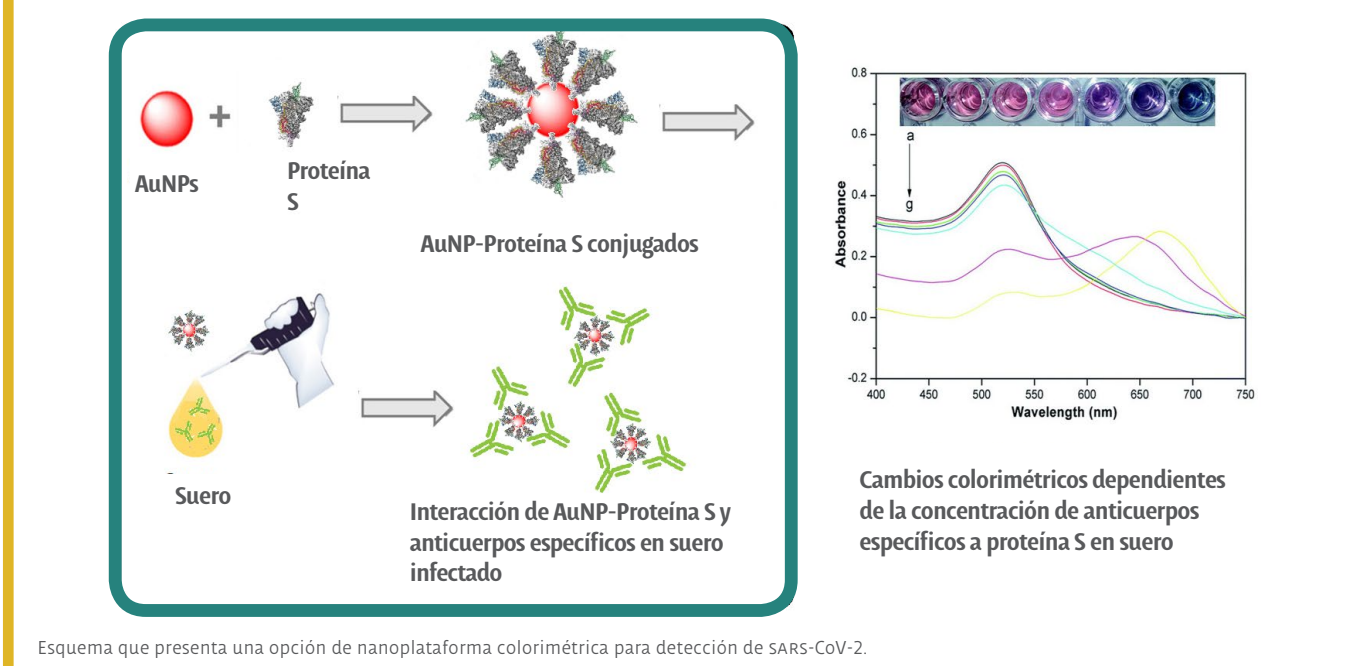 AuNPs
+
Proteína
S
AuNP-Proteína S conjugados
Suero
Interacción de AuNP-Proteína S y
anticuerpos específicos en suero
infectado
0.8
0.6
0.4
0.2
0.0
-0.2
Absorbance
a
g
400 450 500 550 600 650 700 750
Wavelength (nm)
Cambios colorimétricos dependientes
de la concentración de anticuerpos
específicos a proteína S en suero
Esquema que presenta una opción de nanoplataforma colorimétrica para detección de SARS-CoV-2.